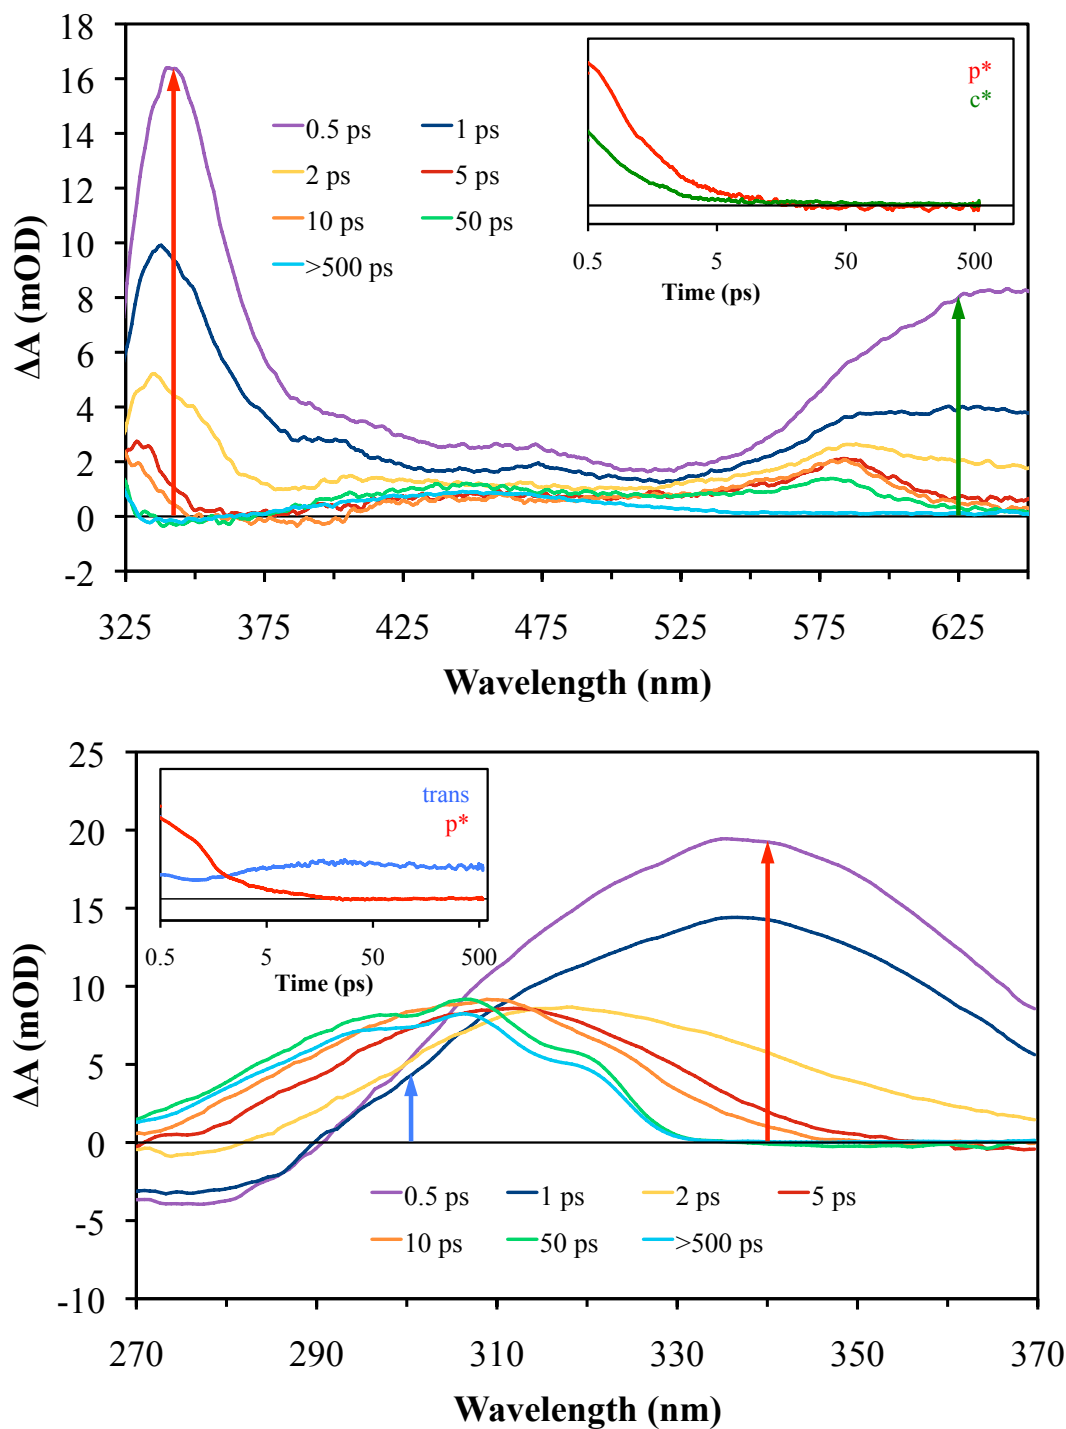 18
16
14
12
10
8
6
4
2
0
-2
ΔA (mOD)
0.5 ps
1 ps
2 ps
5 ps
10 ps
50 ps
>500 ps
p*
c*
0.5
5
50
500
Time (ps)
325
375
425
475
525
575
625
Wavelength (nm)
25
20
15
10
5
0
-5
-10
ΔA (mOD)
trans
p*
0.5
5
50
500
Time (ps)
0.5 ps
1 ps
2 ps
5 ps
10 ps
50 ps
>500 ps
270
290
310
330
350
370
Wavelength (nm)